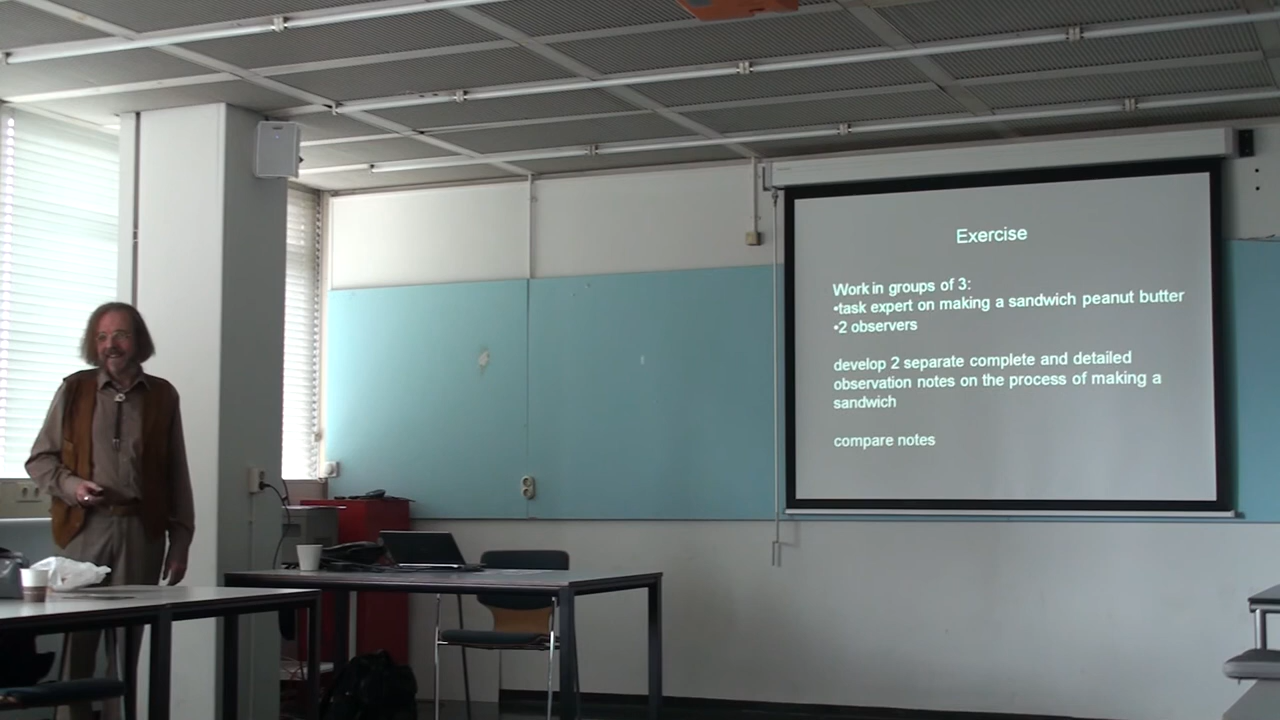 Exercise
Work in groups of 3:
•task expert on making a sandwich peanut butter
•2 observers
develop 2 separate complete and detailed
observation notes on the process of making a
sandwich
compare notes